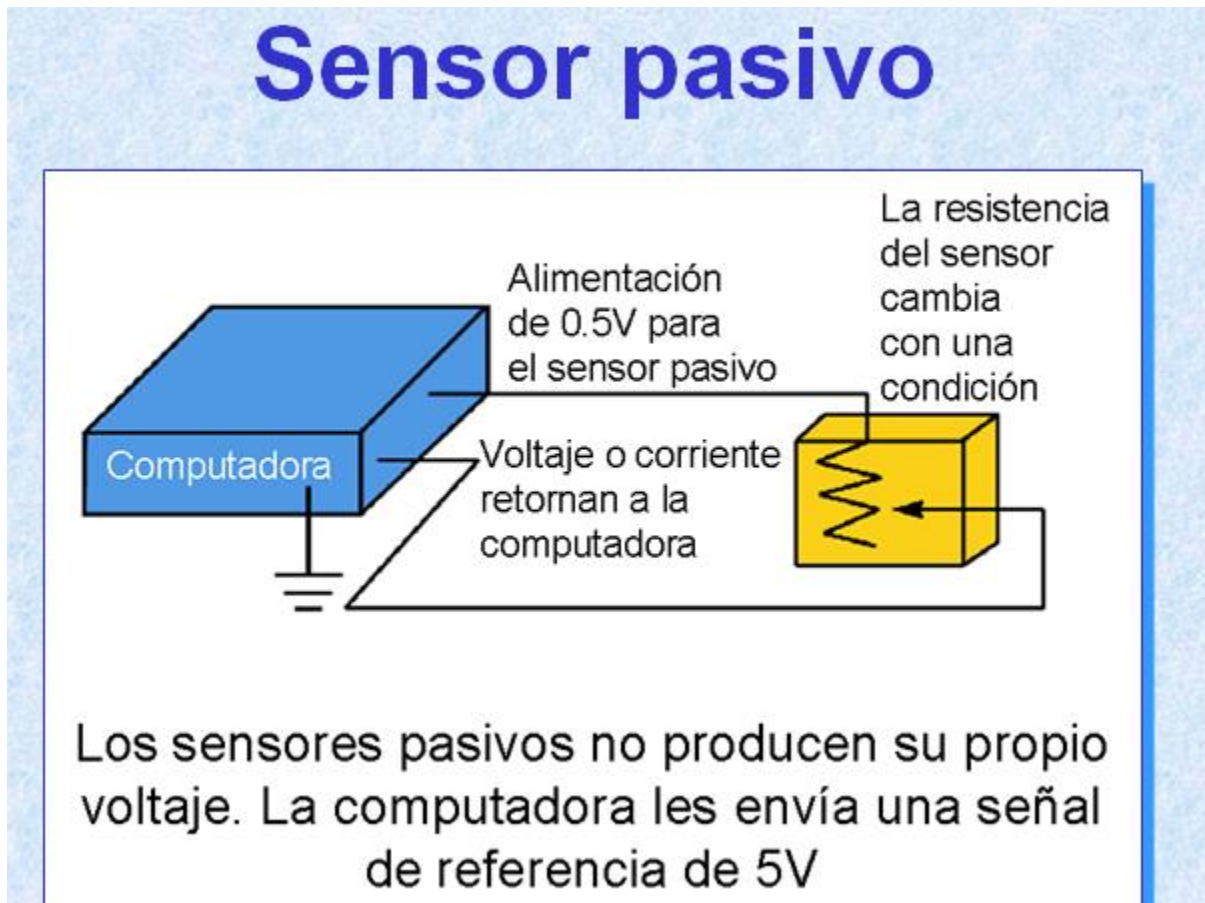 Sensor pasivo
La resistencia
del sensor
cambia
con una
condición
Alimentación
de 0.5V para
el sensor pasivo
Computadora
Voltaje o corriente
retornan a la
computadora
Los sensores pasivos no producen su propio
voltaje. La computadora les envía una señal
de referencia de 5V